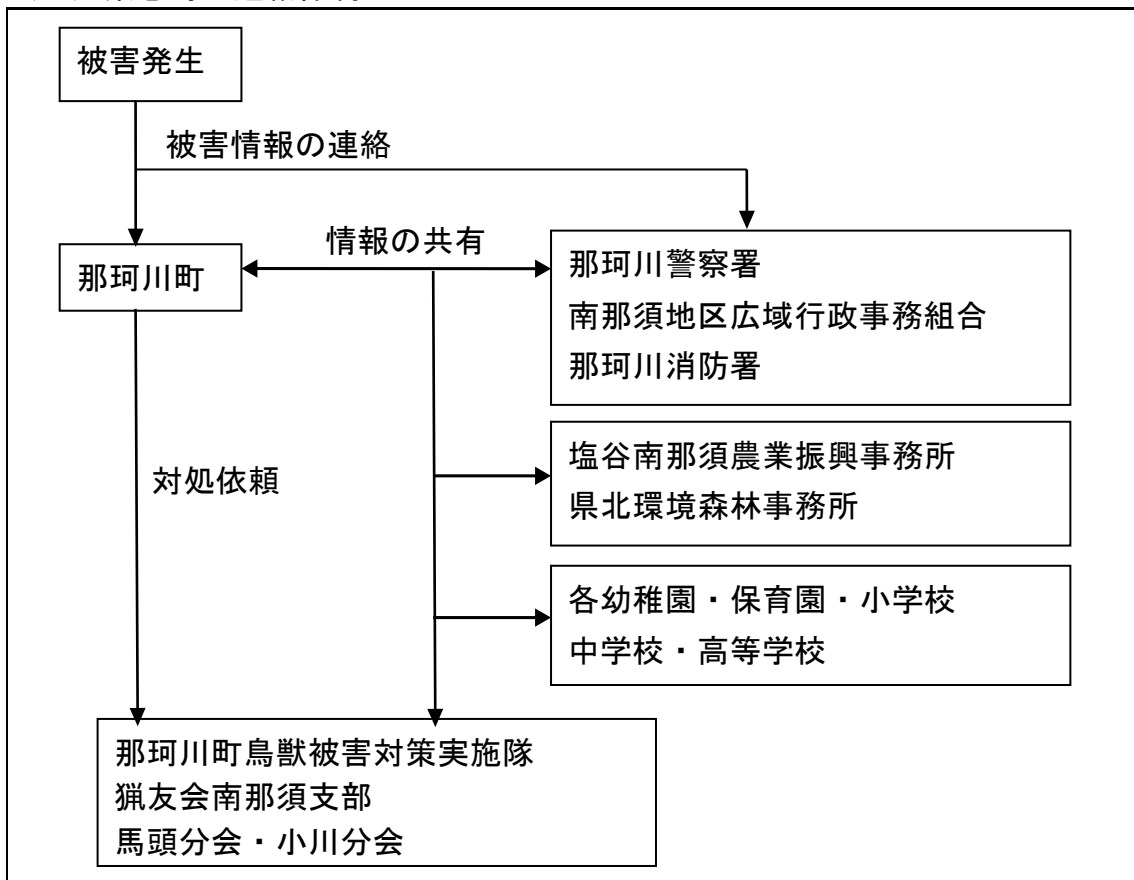 被害発生
被害情報の連絡
情報の共有
那珂川町
那珂川警察署
南那須地区広域行政事務組合
那珂川消防署
塩谷南那須農業振興事務所
県北環境森林事務所
対処依頼
各幼稚園・保育園・小学校
中学校・高等学校
那珂川町鳥獣被害対策実施隊
猟友会南那須支部
馬頭分会・小川分会